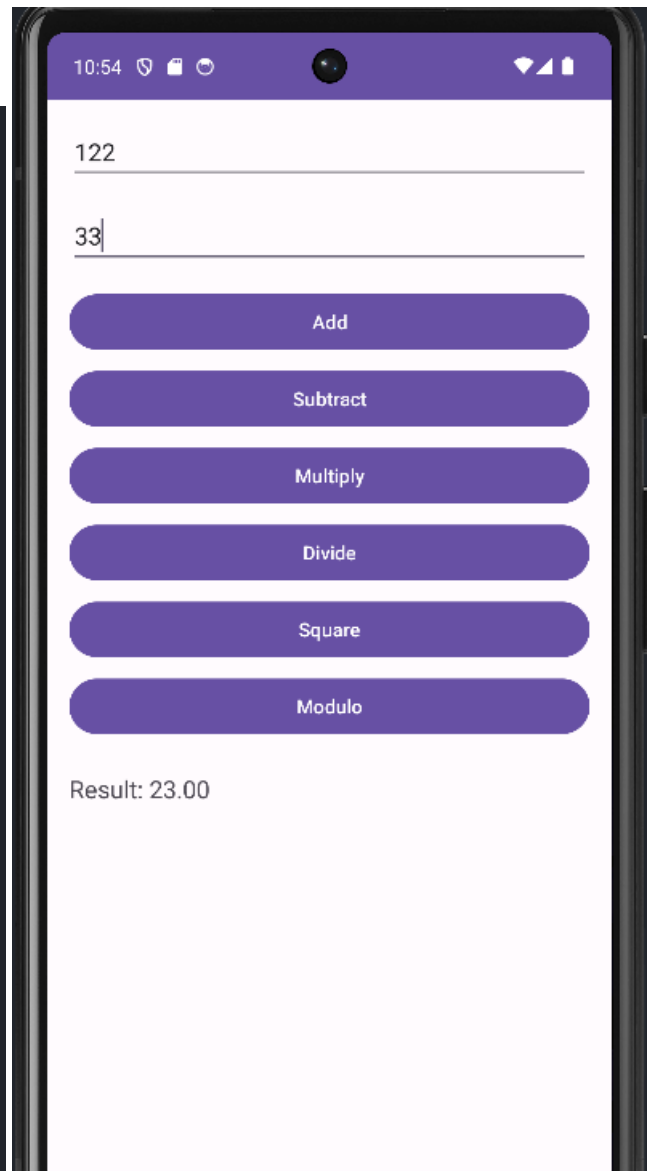 10:54
122
33
Add
Subtract
Multiply
Divide
Square
Modulo
Result: 23.00